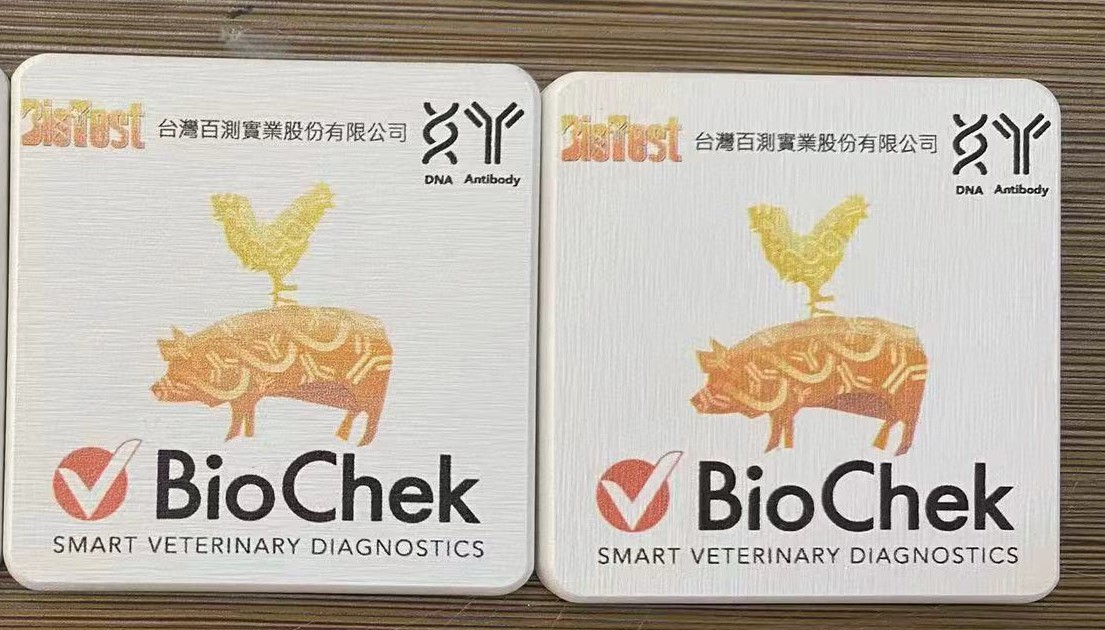 BioTest 台灣百測實業股份有限公司
DNA Antibody
BioChek
SMART VETERINARY DIAGNOSTICS
BioTest 台灣百測實業股份有限公司
DNA Antibody
BioChek
SMART VETERINARY DIAGNOSTICS